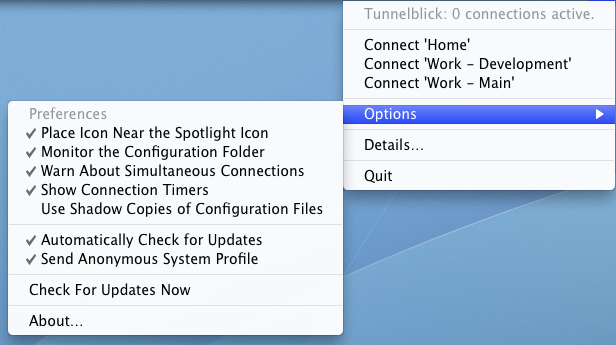 Tunnelblick: 0 connections active.
Connect 'Home'
Connect 'Work - Development'
Connect 'Work - Main'
Options
Details...
Quit
Preferences
✓ Place Icon Near the Spotlight Icon
✓ Monitor the Configuration Folder
✓ Warn About Simultaneous Connections
✓ Show Connection Timers
Use Shadow Copies of Configuration Files
✓ Automatically Check for Updates
✓ Send Anonymous System Profile
Check For Updates Now
About...